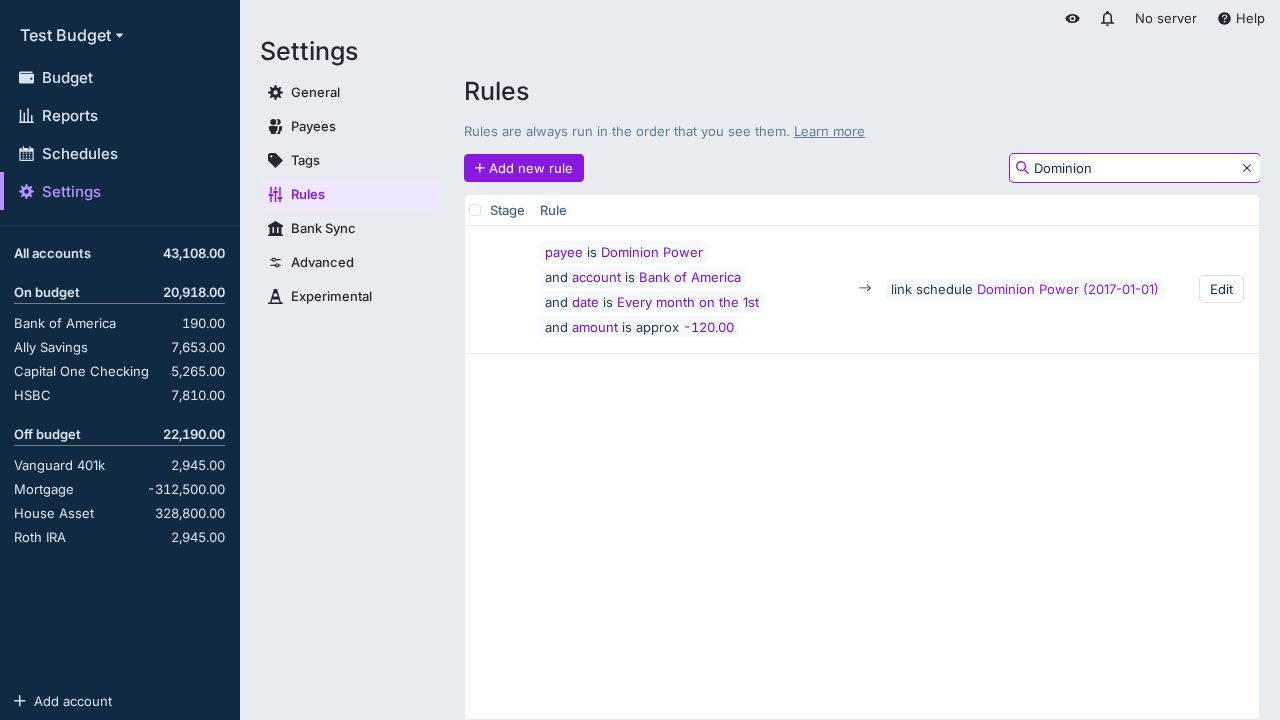 Test Budget
Budget
Reports
Schedules
Settings
All accounts 43,108.00
On budget 20,918.00
Bank of America 190.00
Ally Savings 7,653.00
Capital One Checking 5,265.00
HSBC 7,810.00
Off budget 22,190.00
Vanguard 401k 2,945.00
Mortgage -312,500.00
House Asset 328,800.00
Roth IRA 2,945.00
Add account
No server
Help
Settings
General
Payees
Tags
Rules
Bank Sync
Advanced
Experimental
Rules
Rules are always run in the order that you see them. Learn more
Add new rule
Dominion
Stage Rule
payee is Dominion Power
and account is Bank of America
and date is Every month on the 1st
and amount is approx -120.00
→ link schedule Dominion Power (2017-01-01)
Edit